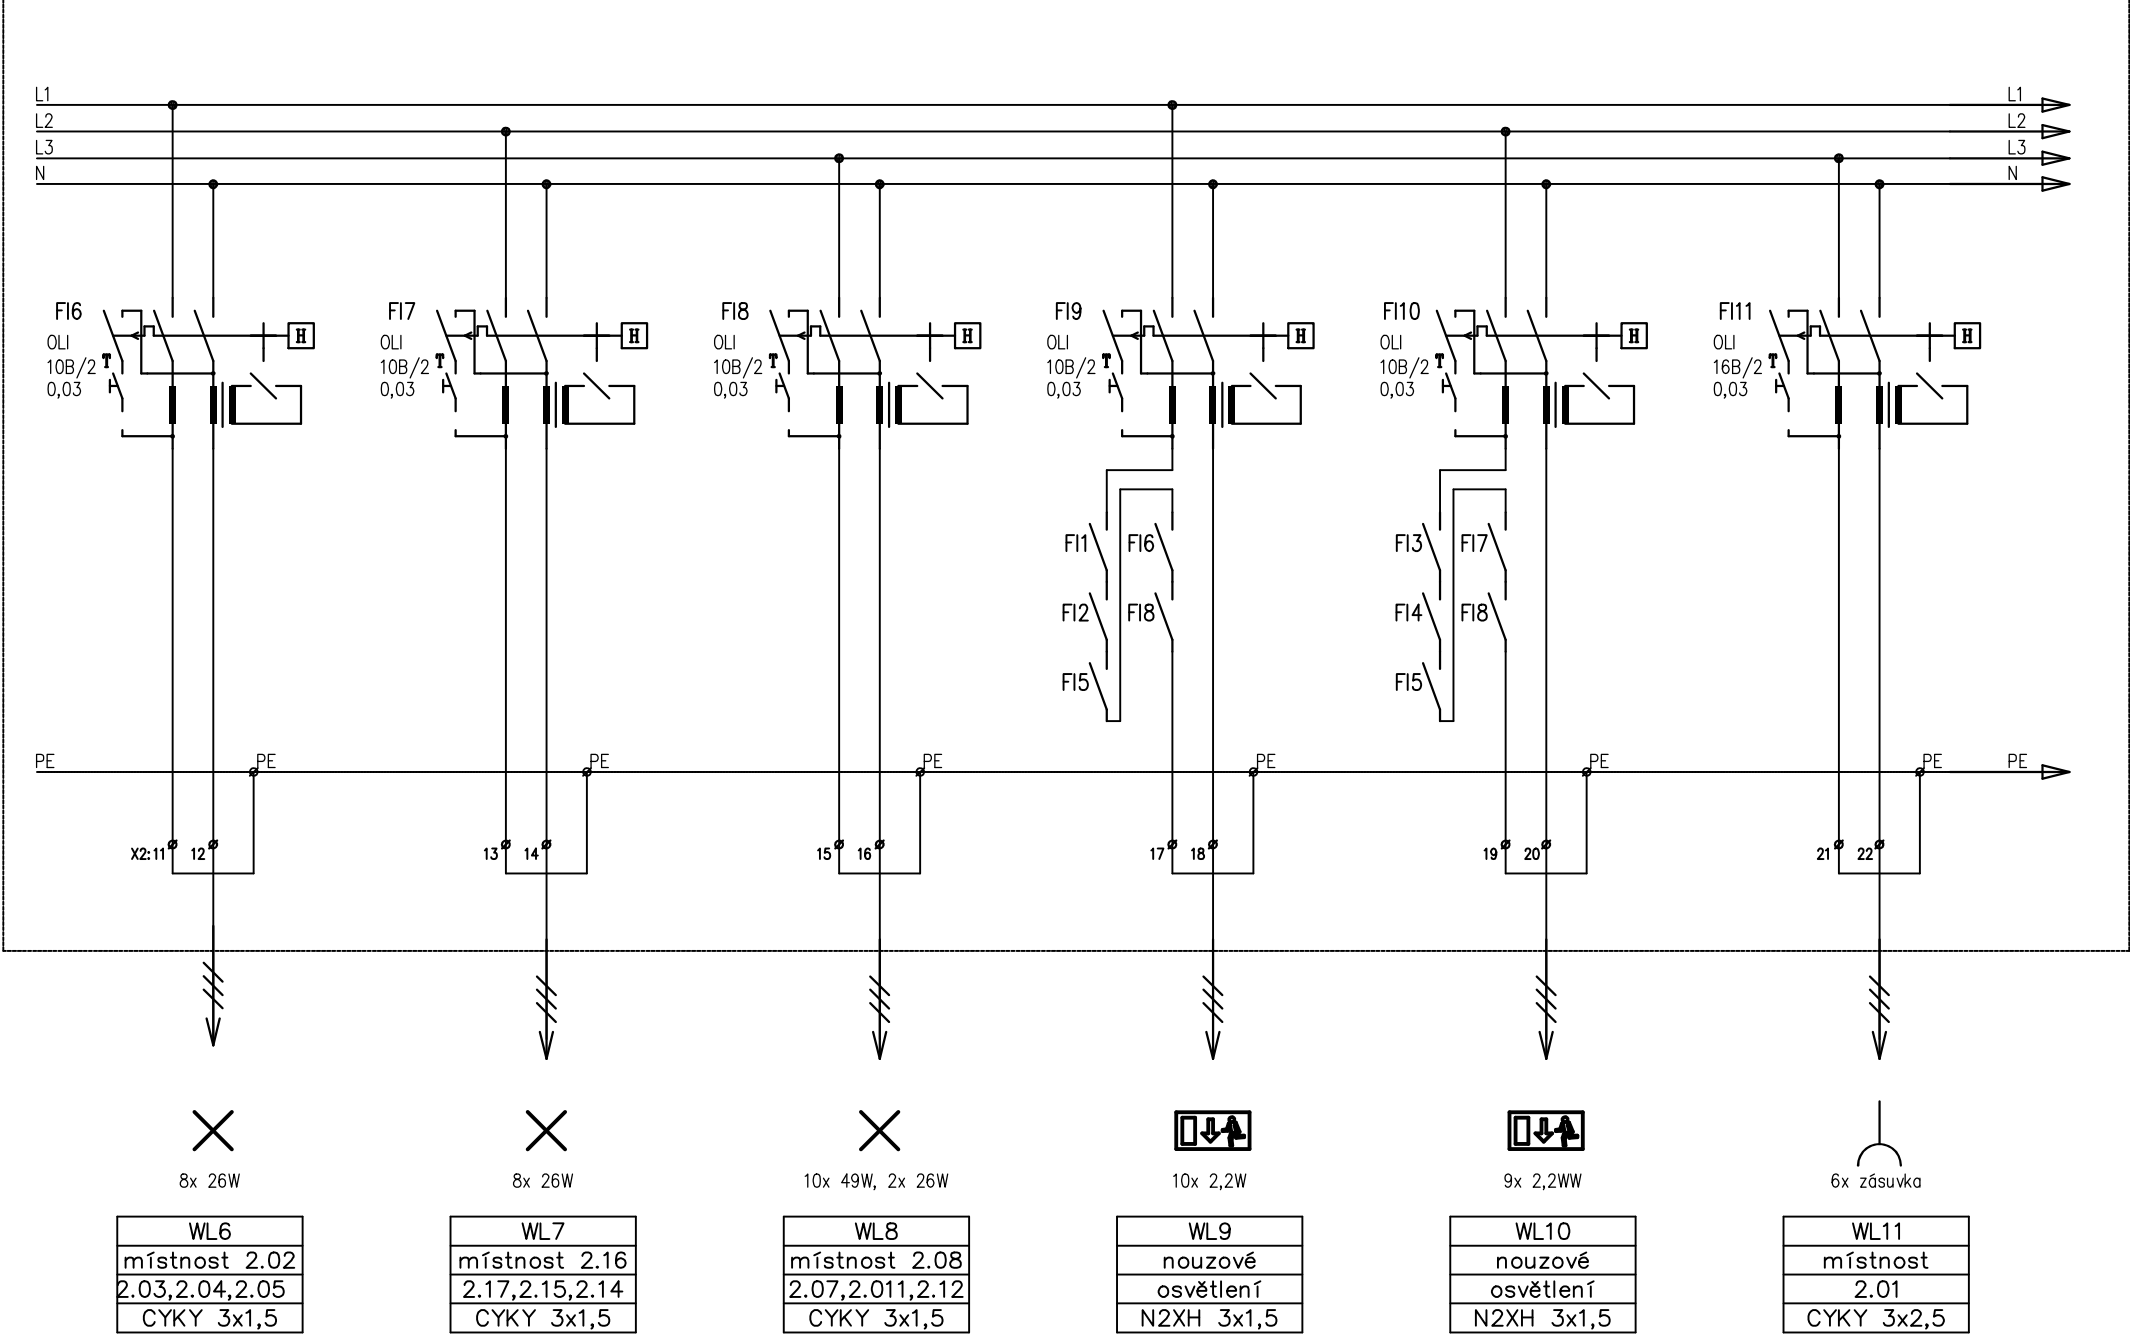 L1 L1
L2 L2
L3 L3
N N
FI6 H FI7 H FI8 H FI9 H FI10 H FI11 H
OLI OLI OLI OLI OLI OLI
10B/2 T 10B/2 T 10B/2 T 10B/2 T 10B/2 T 16B/2 T
0,03 0,03 0,03 0,03 0,03 0,03
FI1 FI6 FI3 FI7
FI2 FI8 FI4 FI8
FI5 FI5
PE PE PE PE PE PE PE PE
X2:11 12 13 14 15 16 17 18 19 20 21 22
8x 26W 8x 26W 10x 49W, 2x 26W 10x 2,2W 9x 2,2WW 6x zásuvka
WL6 WL7 WL8 WL9 WL10 WL11
místnost 2.02 místnost 2.16 místnost 2.08 nouzové nouzové místnost
2.03,2.04,2.05 2.17,2.15,2.14 2.07,2.011,2.12 osvětlení osvětlení 2.01
CYKY 3x1,5 CYKY 3x1,5 CYKY 3x1,5 N2XH 3x1,5 N2XH 3x1,5 CYKY 3x2,5